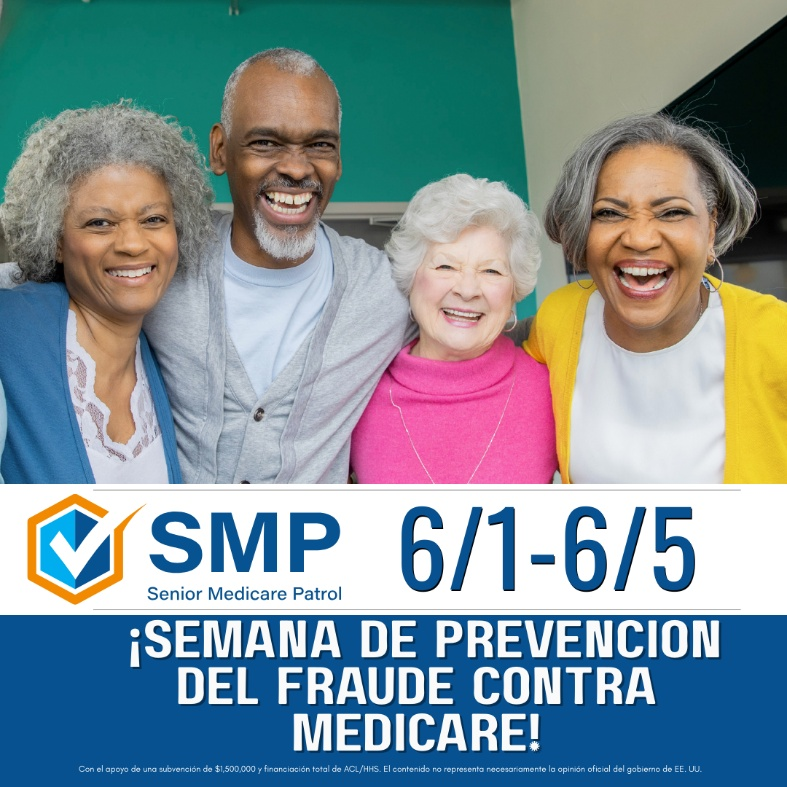 SMP
Senior Medicare Patrol
6/1-6/5
¡SEMANA DE PREVENCION
DEL FRAUDE CONTRA
MEDICARE!
Con el apoyo de una subvención de $1,500,000 y financiación total de ACL/HHS. El contenido no representa necesariamente la opinión oficial del gobierno de EE. UU.